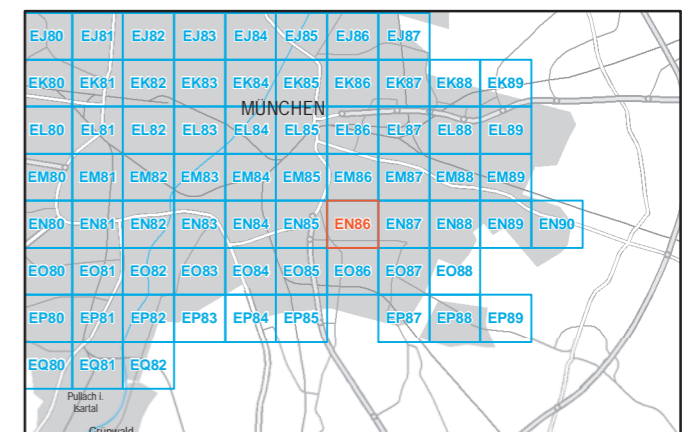 EJ80 EJ81 EJ82 EJ83 EJ84 EJ85 EJ86 EJ87
EK80 EK81 EK82 EK83 EK84 EK85 EK86 EK87 EK88 EK89
MÜNCHEN
EL80 EL81 EL82 EL83 EL84 EL85 EL86 EL87 EL88 EL89
EM80 EM81 EM82 EM83 EM84 EM85 EM86 EM87 EM88 EM89
EN80 EN81 EN82 EN83 EN84 EN85 EN86 EN87 EN88 EN89 EN90
EO80 EO81 EO82 EO83 EO84 EO85 EO86 EO87 EO88
EP80 EP81 EP82 EP83 EP84 EP85 EP87 EP88 EP89
EQ80 EQ81 EQ82
Pullach i.
Isartal
Grünwald